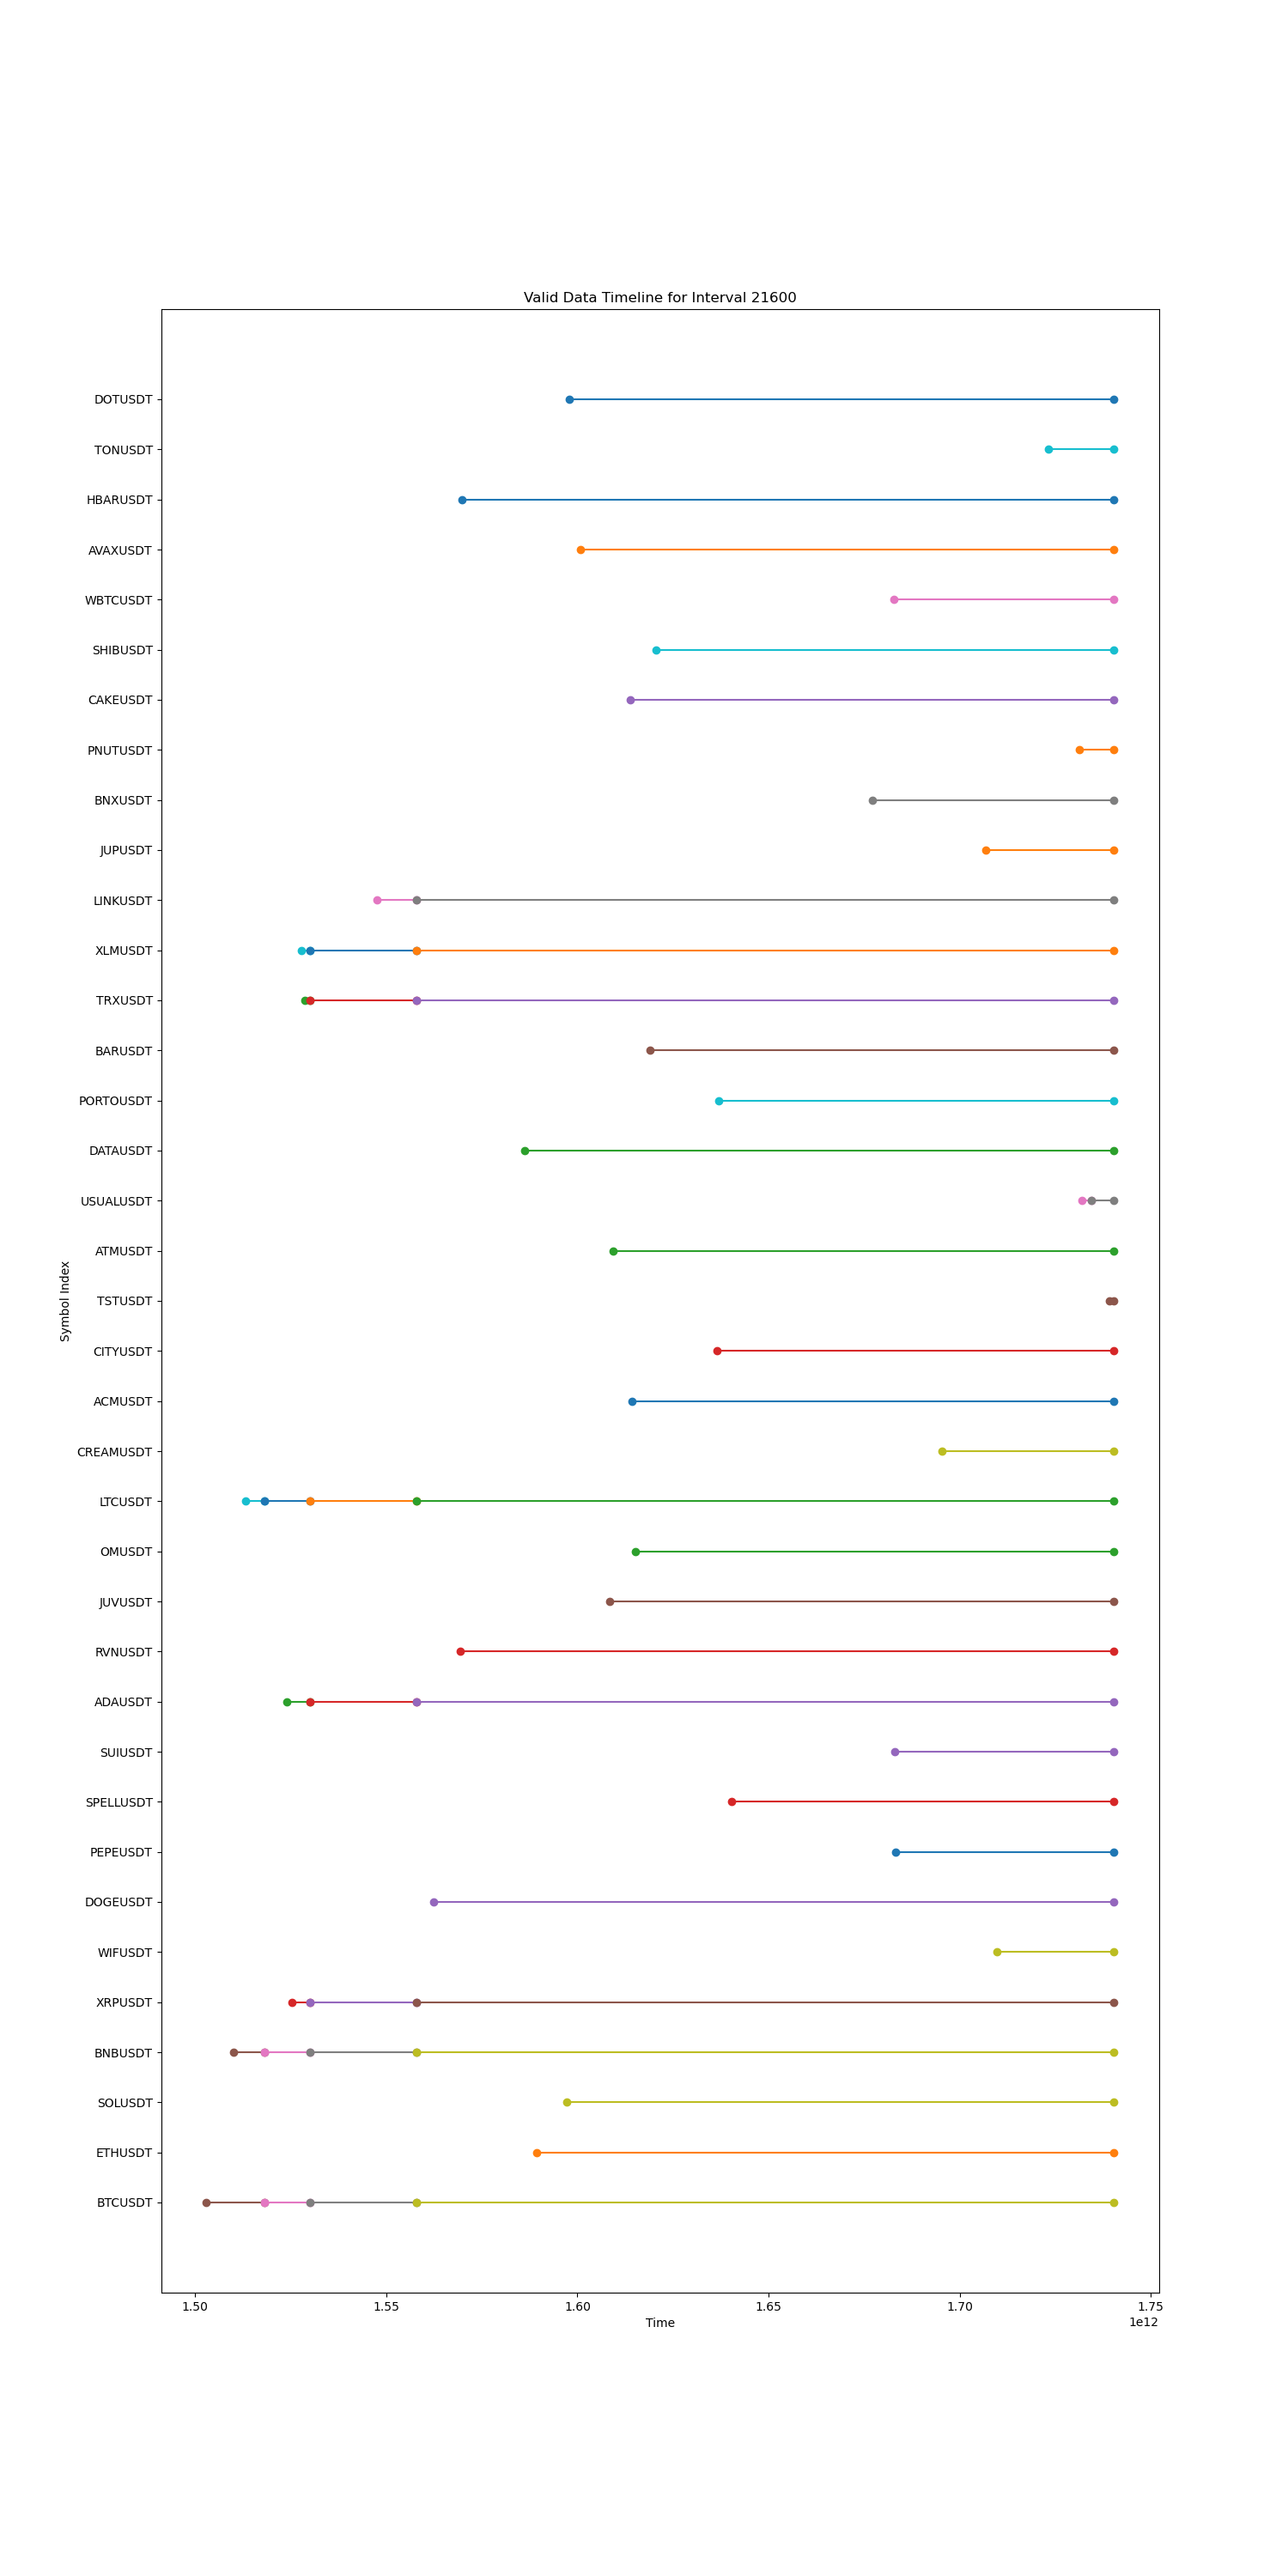 Valid Data Timeline for Interval 21600
DOTUSDT
TONUSDT
HBARUSDT
AVAXUSDT
WBTCUSDT
SHIBUSDT
CAKEUSDT
PNUTUSDT
BNXUSDT
JUPUSDT
LINKUSDT
XLMUSDT
TRXUSDT
BARUSDT
PORTOUSDT
DATAUSDT
USUALUSDT
ATMUSDT
Symbol Index
TSTUSDT
CITYUSDT
ACMUSDT
CREAMUSDT
LTCUSDT
OMUSDT
JUVUSDT
RVNUSDT
ADAUSDT
SUIUSDT
SPELLUSDT
PEPEUSDT
DOGEUSDT
WIFUSDT
XRPUSDT
BNBUSDT
SOLUSDT
ETHUSDT
BTCUSDT
1.50 1.55 1.60 1.65 1.70 1.75
Time
1e12